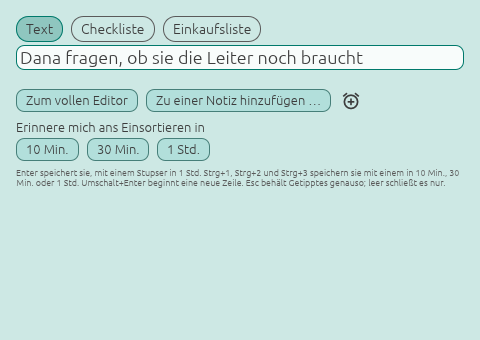 Text Checkliste Einkaufsliste
Dana fragen, ob sie die Leiter noch braucht
Zum vollen Editor Zu einer Notiz hinzufügen …
Erinnere mich ans Einsortieren in
10 Min. 30 Min. 1 Std.
Enter speichert sie, mit einem Stupser in 1 Std. Strg+1, Strg+2 und Strg+3 speichern sie mit einem in 10 Min., 30
Min. oder 1 Std. Umschalt+Enter beginnt eine neue Zeile. Esc behält Getipptes genauso; leer schließt es nur.